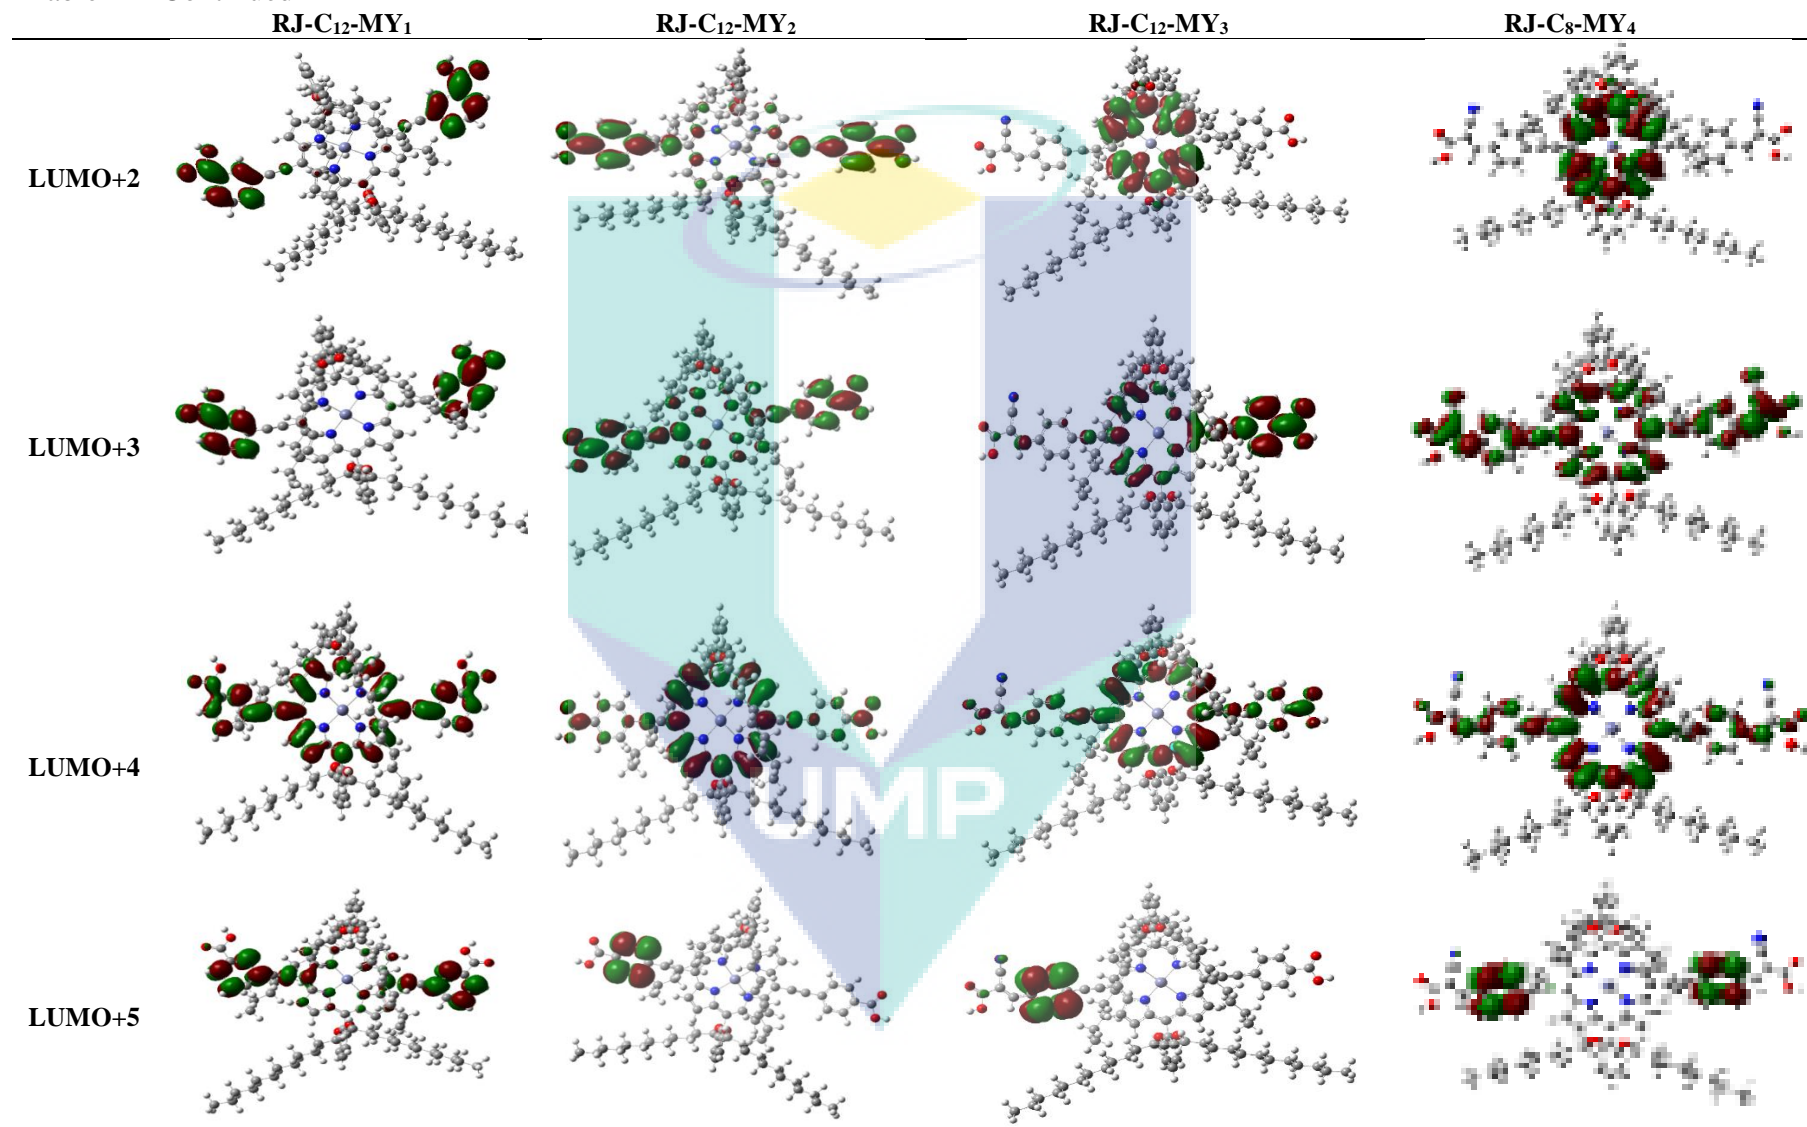 RJ-C₁₂-MY₁ RJ-C₁₂-MY₂ RJ-C₁₂-MY₃ RJ-C₈-MY₄
LUMO+2
LUMO+3
LUMO+4
UMP
LUMO+5